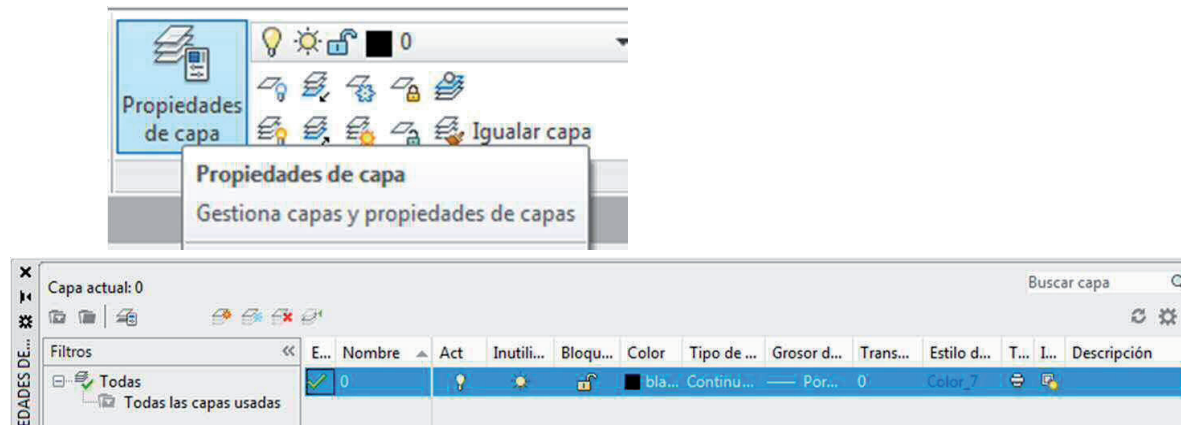 0
Propiedades
de capa
Igualar capa
Propiedades de capa
Gestiona capas y propiedades de capas
Capa actual: 0
Buscar capa
Filtros
E... Nombre Act Inutili... Bloqu... Color Tipo de ... Grosor d... Trans... Estilo d... T... I... Descripción
Todas
0 bla... Continu... Por... 0 Color_7
Todas las capas usadas
EDADES DE...